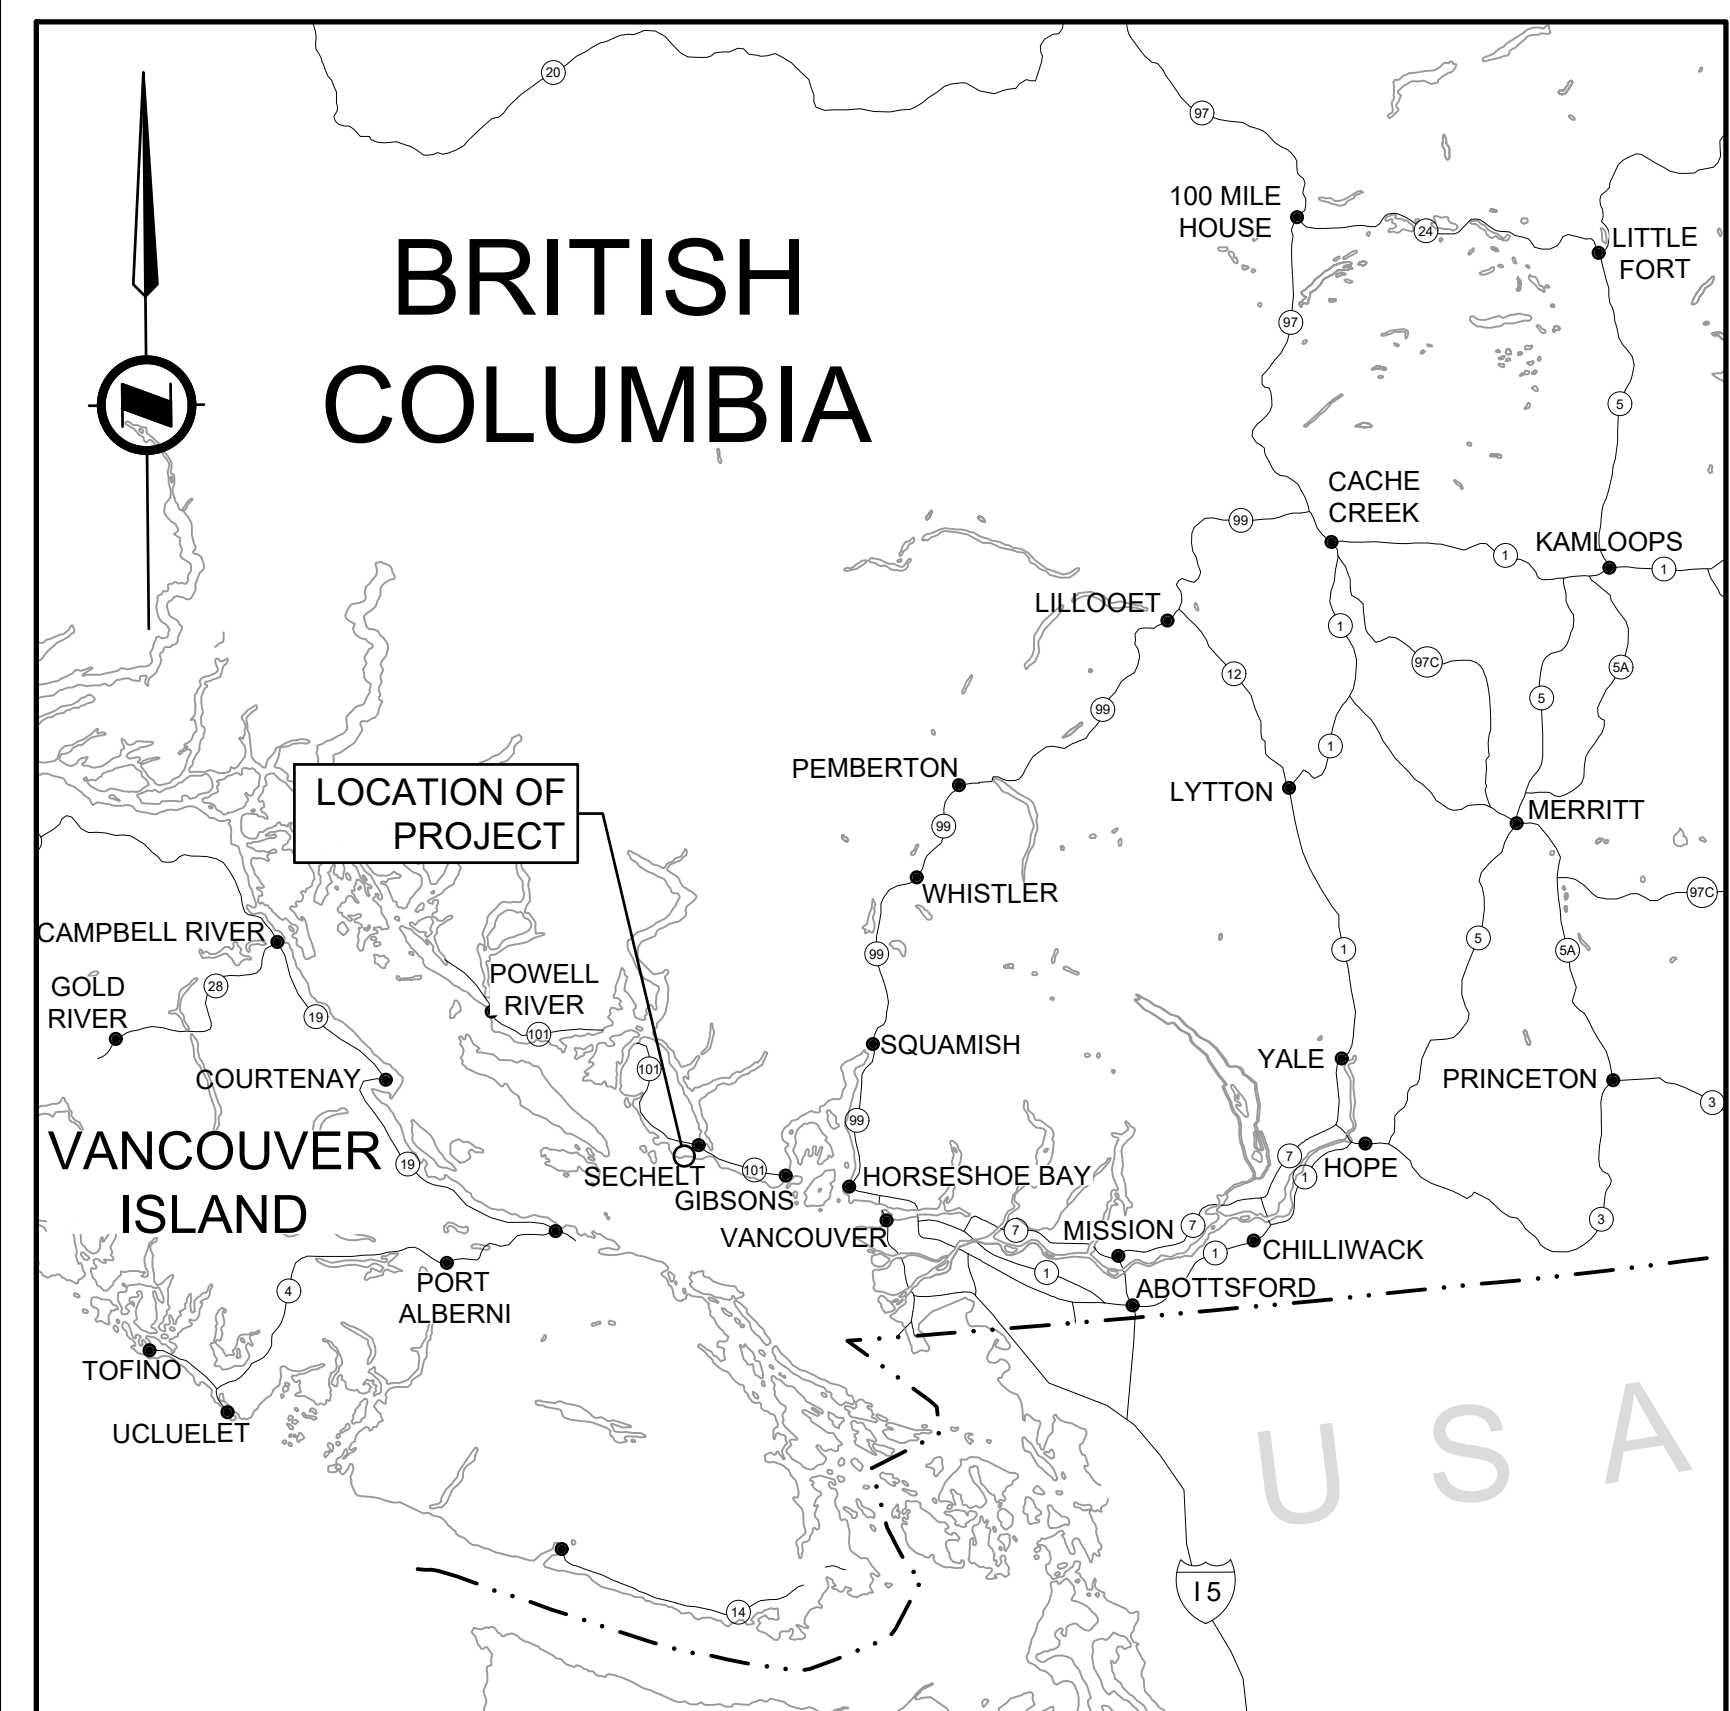 20
97
100 MILE
HOUSE
24
LITTLE
FORT
BRITISH
COLUMBIA
97
5
CACHE
CREEK
99
KAMLOOPS
1
1
LILLOOET
1
12
97C
5A
5
99
1
PEMBERTON
LYTTON
LOCATION OF
PROJECT
MERRITT
99
WHISTLER
97C
CAMPBELL RIVER
5
1
5A
99
POWELL
RIVER
GOLD
RIVER
28
19
101
SQUAMISH
YALE
101
COURTENAY
PRINCETON
3
99
VANCOUVER
ISLAND
19
SECHELT
101
GIBSONS
HORSESHOE BAY
7
HOPE
1
VANCOUVER
7
MISSION
7
3
1
CHILLIWACK
1
ABOTTSFORD
PORT
ALBERNI
4
TOFINO
UCLUELET
U S A
I5
14